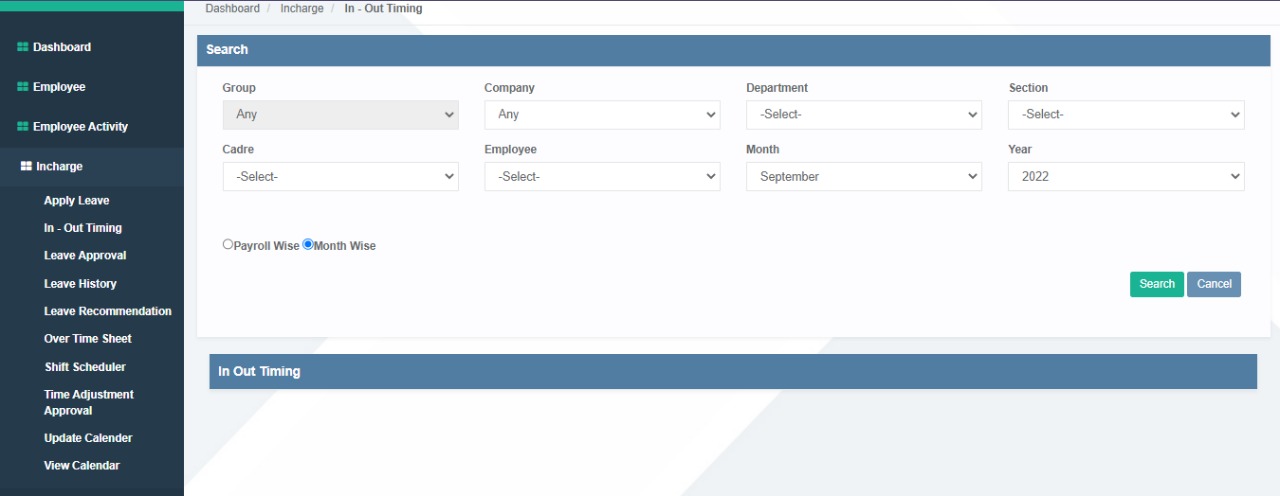 Dashboard / Incharge / In - Out Timing
Dashboard
Employee
Employee Activity
Incharge
Apply Leave
In - Out Timing
Leave Approval
Leave History
Leave Recommendation
Over Time Sheet
Shift Scheduler
Time Adjustment
Approval
Update Calender
View Calendar
Search
Group Company Department Section
Any Any -Select- -Select-
Cadre Employee Month Year
-Select- -Select- September 2022
Payroll Wise Month Wise
Search Cancel
In Out Timing